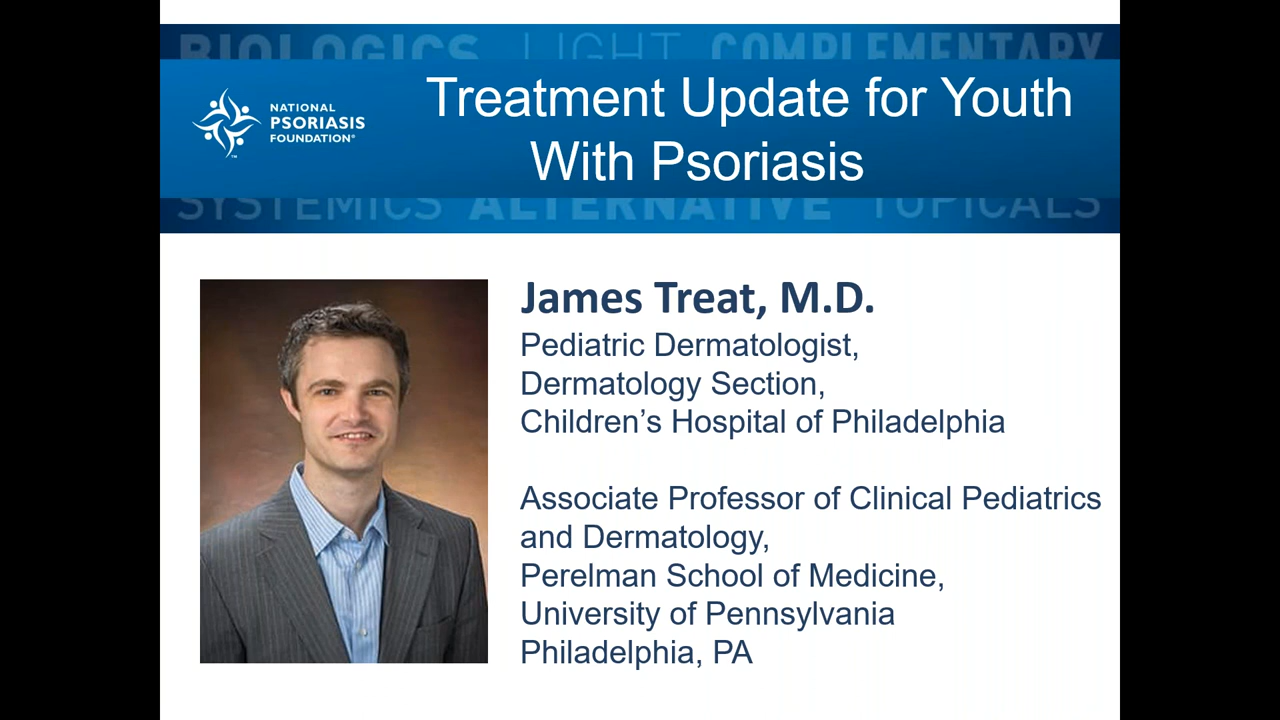 BIOLOGICS LIGHT COMPLEMENTARY
NATIONAL
PSORIASIS
FOUNDATION®
™
Treatment Update for Youth
With Psoriasis
SYSTEMICS ALTERNATIVE TOPICALS
James Treat, M.D.
Pediatric Dermatologist,
Dermatology Section,
Children’s Hospital of Philadelphia
Associate Professor of Clinical Pediatrics
and Dermatology,
Perelman School of Medicine,
University of Pennsylvania
Philadelphia, PA